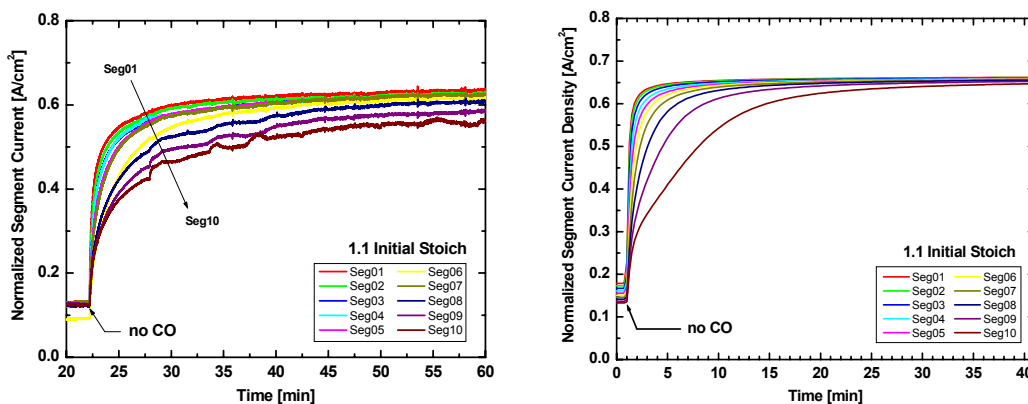 Normalized Segment Current [A/cm²]
0.8
0.6
0.4
0.2
0.0
Seg01
Seg10
1.1 Initial Stoich
Seg01 Seg06
Seg02 Seg07
Seg03 Seg08
Seg04 Seg09
Seg05 Seg10
no CO
20 25 30 35 40 45 50 55 60
Time [min]
Normalized Segment Current Density [A/cm²]
0.8
0.7
0.6
0.5
0.4
0.3
0.2
0.1
0.0
1.1 Initial Stoich
Seg01 Seg06
Seg02 Seg07
Seg03 Seg08
Seg04 Seg09
Seg05 Seg10
no CO
0 5 10 15 20 25 30 35 40
Time [min]